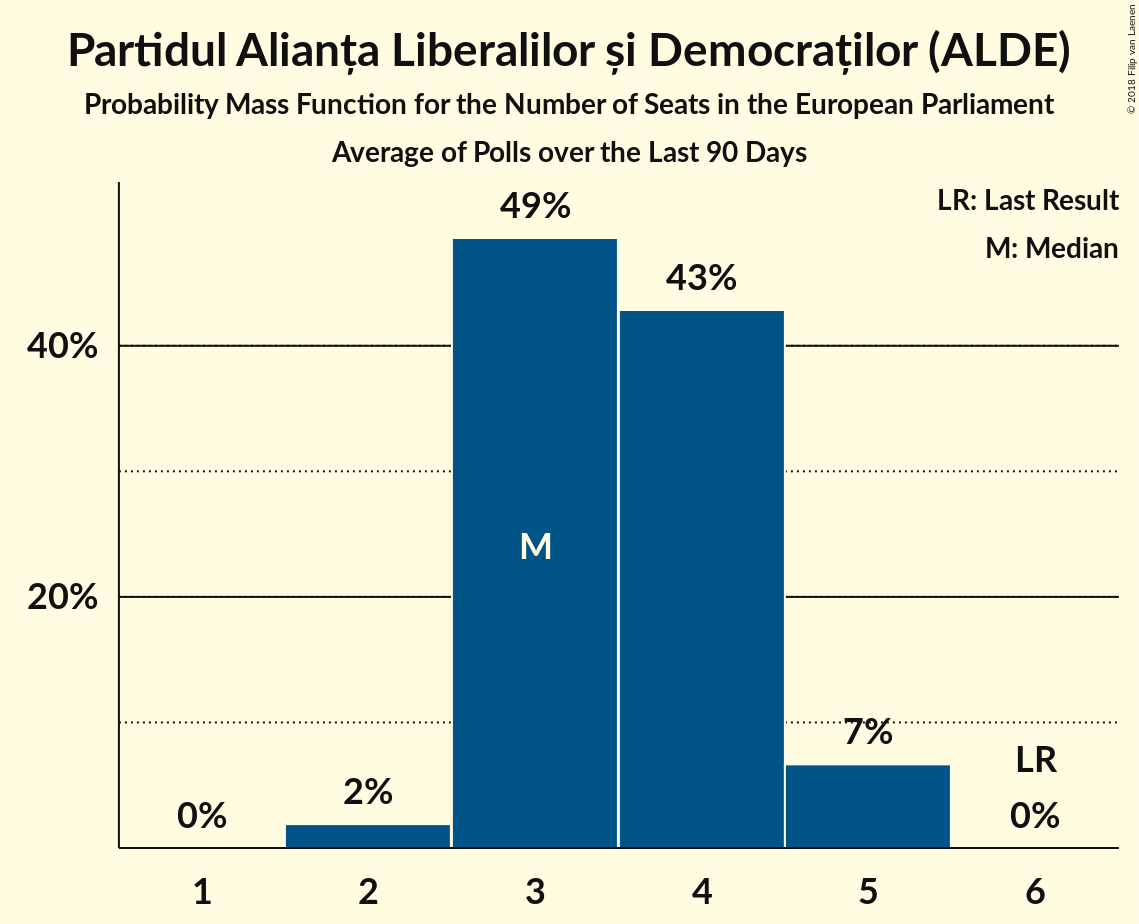 Partidul Alianța Liberalilor și Democraților (ALDE)
Probability Mass Function for the Number of Seats in the European Parliament
Average of Polls over the Last 90 Days
© 2018 Filip van Laenen
LR: Last Result
M: Median
49%
43%
40%
M
20%
7%
LR
2%
0%
0%
1 2 3 4 5 6